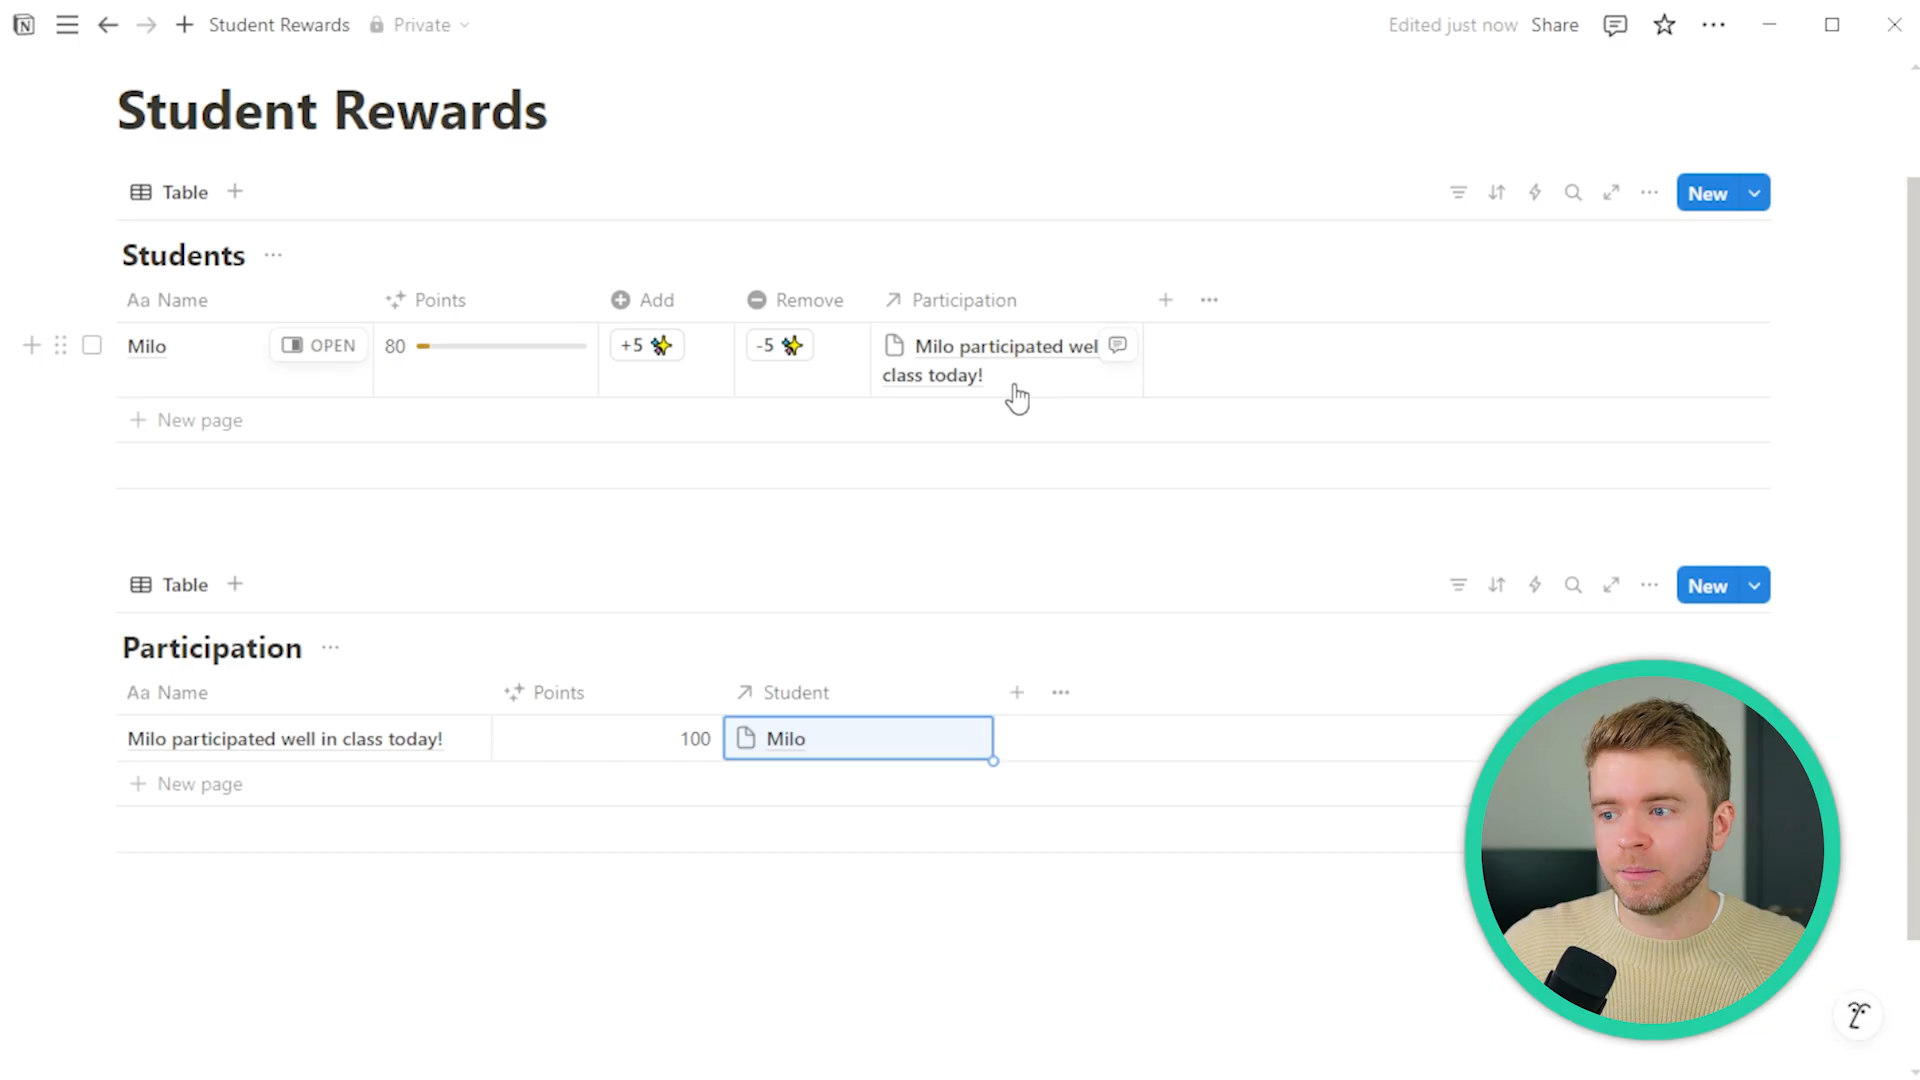 Student Rewards Private Edited just now Share
Student Rewards
Table New
Students
Aa Name Points Add Remove Participation
Milo OPEN 80 +5 -5 Milo participated wel
class today!
New page
Table New
Participation
Aa Name Points Student
Milo participated well in class today! 100 Milo
New page